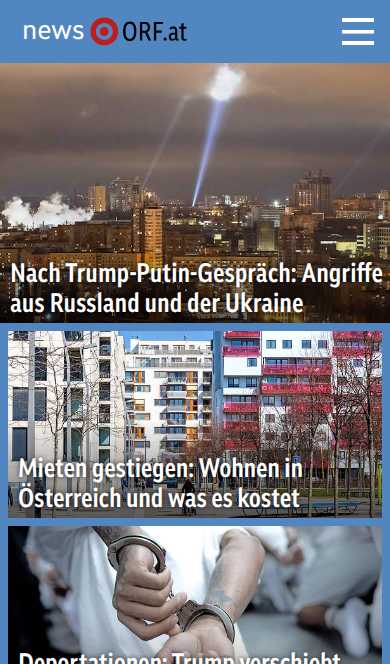 news ORF.at
Nach Trump-Putin-Gespräch: Angriffe
aus Russland und der Ukraine
Mieten gestiegen: Wohnen in
Österreich und was es kostet
Deportationen: Trump verschiebt